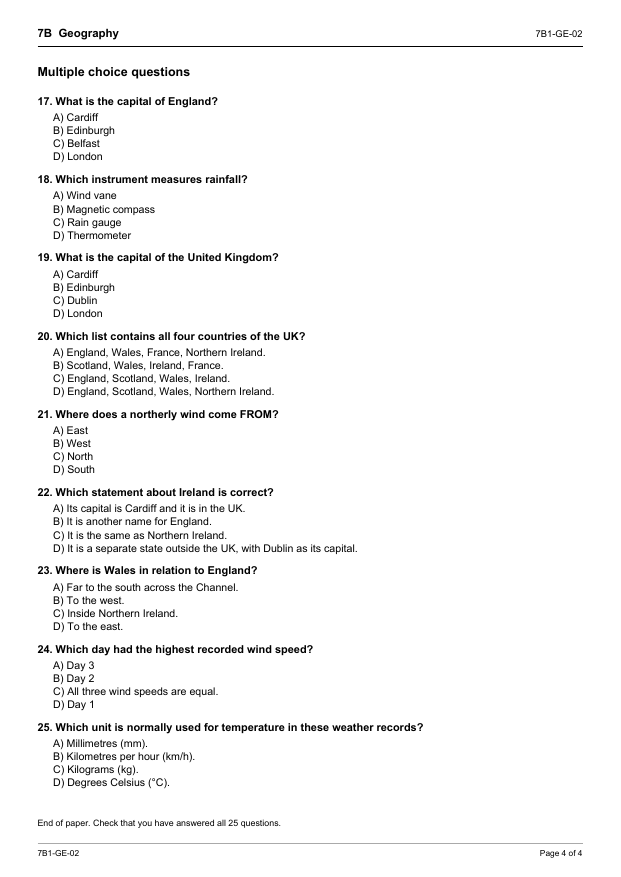 7B Geography
7B1-GE-02
Multiple choice questions
17. What is the capital of England?
A) Cardiff
B) Edinburgh
C) Belfast
D) London
18. Which instrument measures rainfall?
A) Wind vane
B) Magnetic compass
C) Rain gauge
D) Thermometer
19. What is the capital of the United Kingdom?
A) Cardiff
B) Edinburgh
C) Dublin
D) London
20. Which list contains all four countries of the UK?
A) England, Wales, France, Northern Ireland.
B) Scotland, Wales, Ireland, France.
C) England, Scotland, Wales, Ireland.
D) England, Scotland, Wales, Northern Ireland.
21. Where does a northerly wind come FROM?
A) East
B) West
C) North
D) South
22. Which statement about Ireland is correct?
A) Its capital is Cardiff and it is in the UK.
B) It is another name for England.
C) It is the same as Northern Ireland.
D) It is a separate state outside the UK, with Dublin as its capital.
23. Where is Wales in relation to England?
A) Far to the south across the Channel.
B) To the west.
C) Inside Northern Ireland.
D) To the east.
24. Which day had the highest recorded wind speed?
A) Day 3
B) Day 2
C) All three wind speeds are equal.
D) Day 1
25. Which unit is normally used for temperature in these weather records?
A) Millimetres (mm).
B) Kilometres per hour (km/h).
C) Kilograms (kg).
D) Degrees Celsius (°C).
End of paper. Check that you have answered all 25 questions.
7B1-GE-02
Page 4 of 4